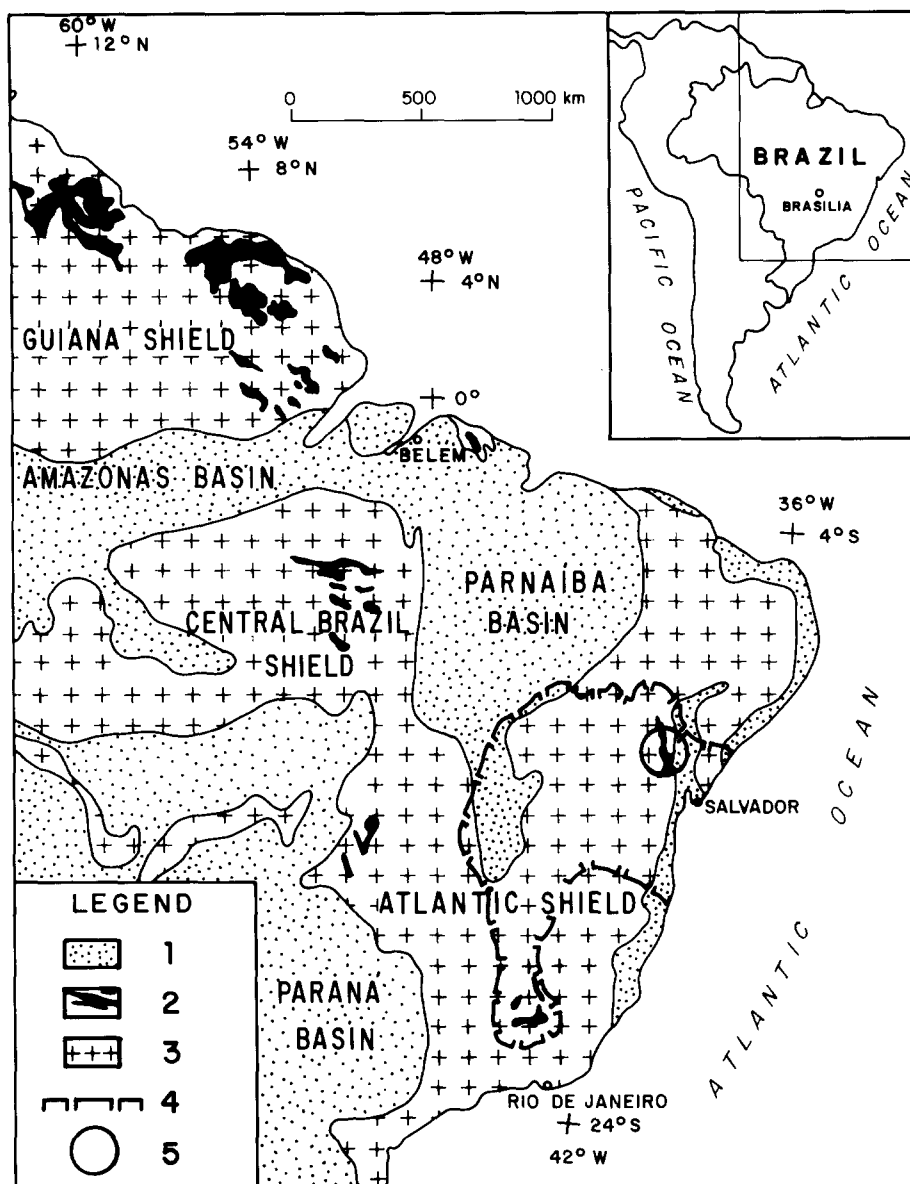 60° W
12° N
0 500 1000 km
54° W
8° N
48° W
4° N
GUIANA SHIELD
0°
BELEM
AMAZONAS BASIN
36° W
4° S
PARNAÍBA
BASIN
CENTRAL BRAZIL
SHIELD
SALVADOR
ATLANTIC SHIELD
PARANÁ
BASIN
RIO DE JANEIRO
24° S
42° W
ATLANTIC
OCEAN
BRAZIL
BRASÍLIA
PACIFIC OCEAN
ATLANTIC OCEAN
LEGEND
1
2
3
4
5